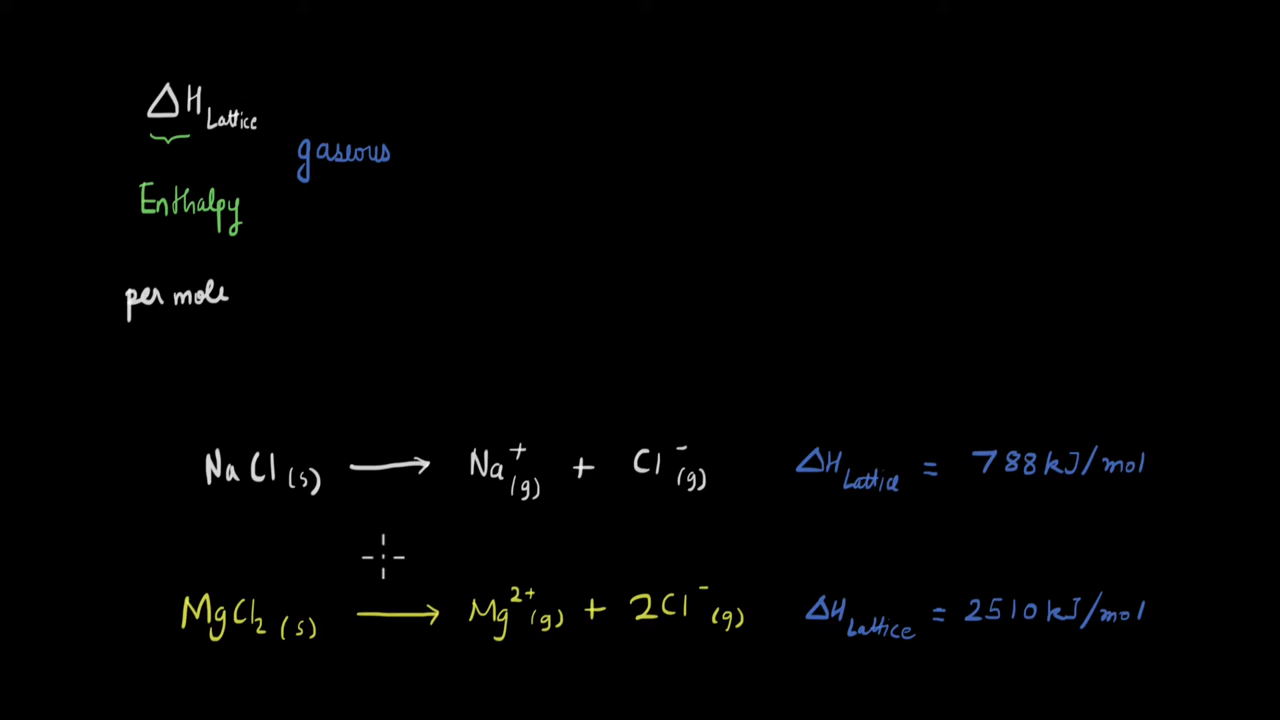 ΔH Lattice
gaseous
Enthalpy
per mole
NaCl(s) ⟶ Na⁺(g) + Cl⁻(g) ΔH Lattice = 788 kJ/mol
MgCl₂(s) ⟶ Mg²⁺(g) + 2Cl⁻(g) ΔH Lattice = 2510 kJ/mol